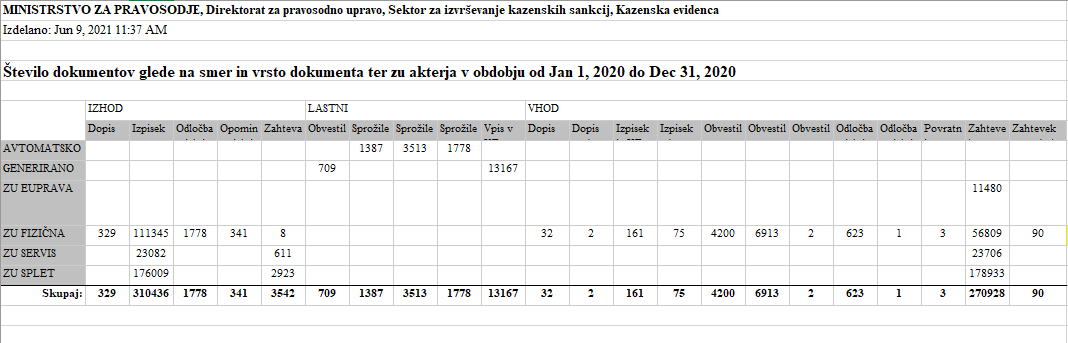 MINISTRSTVO ZA PRAVOSODJE, Direktorat za pravosodno upravo, Sektor za izvrševanje kazenskih sankcij, Kazenska evidenca
Izdelano: Jun 9, 2021 11:37 AM
Število dokumentov glede na smer in vrsto dokumenta ter zu akterja v obdobju od Jan 1, 2020 do Dec 31, 2020
IZHOD LASTNI VHOD
Dopis Izpisek Odločba Opomin Zahteva Obvestil Sprožile Sprožile Sprožile Vpis v Dopis Dopis Izpisek Izpisek Obvestil Obvestil Obvestil Odločba Odločba Povratn Zahteve Zahtevek
AVTOMATSKO 1387 3513 1778
GENERIRANO 709 13167
ZU EUPRAVA 11480
ZU FIZIČNA 329 111345 1778 341 8 32 2 161 75 4200 6913 2 623 1 3 56809 90
ZU SERVIS 23082 611 23706
ZU SPLET 176009 2923 178933
Skupaj: 329 310436 1778 341 3542 709 1387 3513 1778 13167 32 2 161 75 4200 6913 2 623 1 3 270928 90